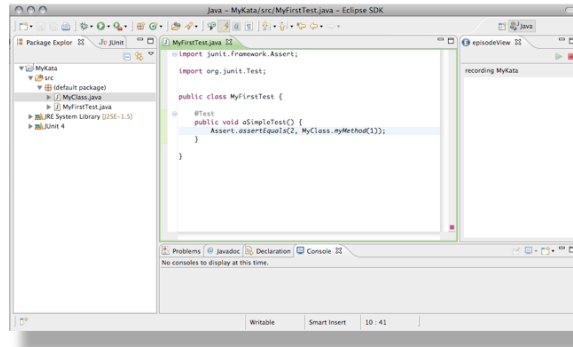 Java – MyKata/src/MyFirstTest.java – Eclipse SDK
Java
Package Explor
JUnit
MyKata
src
(default package)
MyClass.java
MyFirstTest.java
JRE System Library [J2SE-1.5]
JUnit 4
MyFirstTest.java
import junit.framework.Assert;
import org.junit.Test;
public class MyFirstTest {
@Test
public void aSimpleTest() {
Assert.assertEquals(2, MyClass.myMethod(1));
}
}
episodeView
recording MyKata
Problems
Javadoc
Declaration
Console
No consoles to display at this time.
Writable
Smart Insert
10 : 41